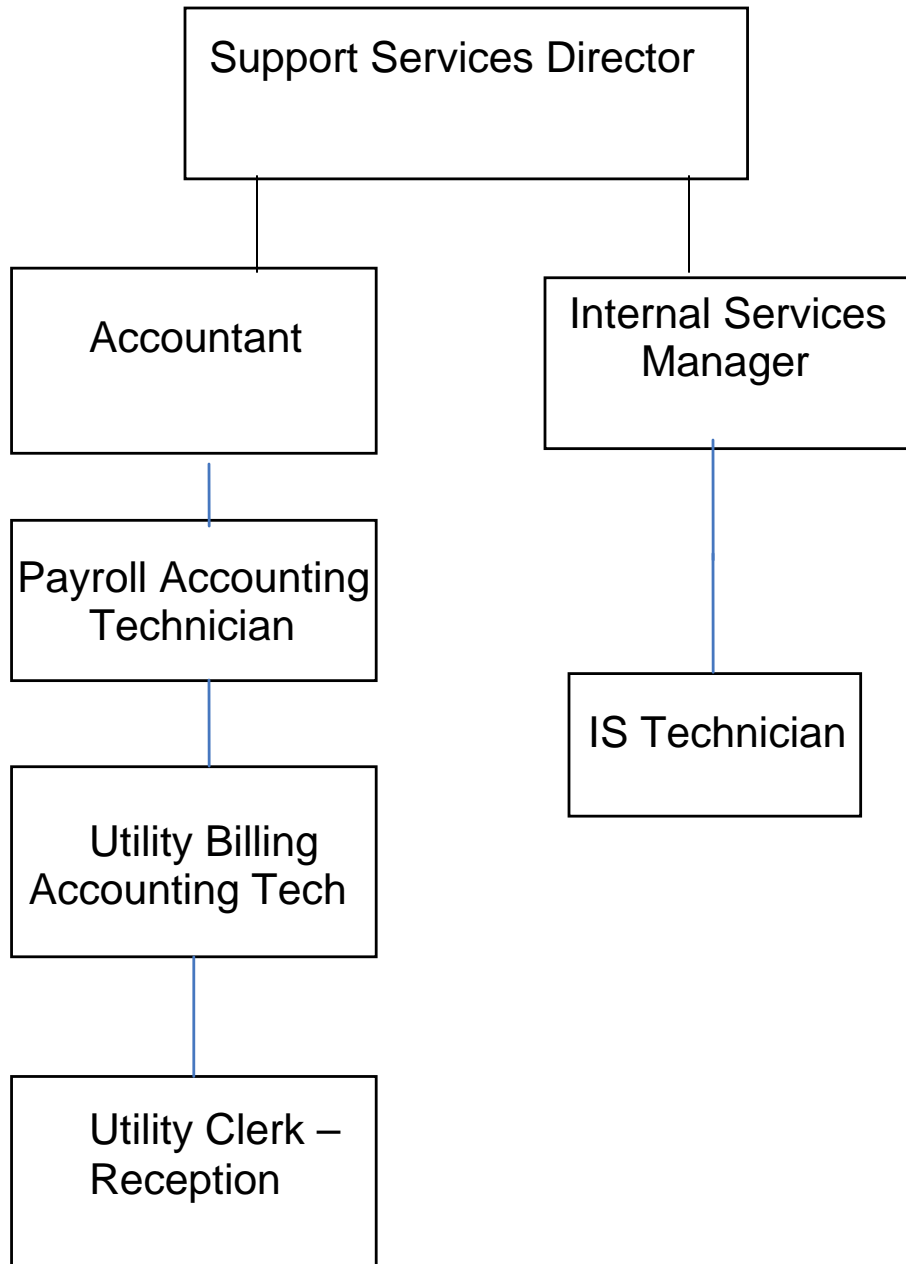 Support Services Director
Accountant
Internal Services
Manager
Payroll Accounting
Technician
IS Technician
Utility Billing
Accounting Tech
Utility Clerk –
Reception